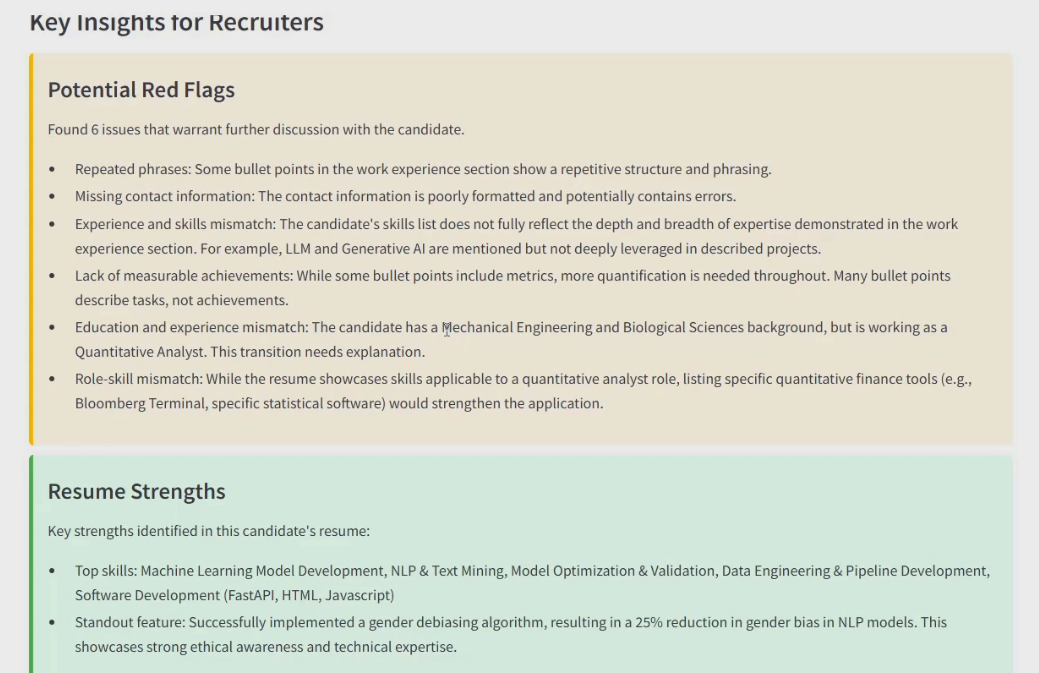 Key Insights for Recruiters
Potential Red Flags
Found 6 issues that warrant further discussion with the candidate.
• Repeated phrases: Some bullet points in the work experience section show a repetitive structure and phrasing.
• Missing contact information: The contact information is poorly formatted and potentially contains errors.
• Experience and skills mismatch: The candidate's skills list does not fully reflect the depth and breadth of expertise demonstrated in the work
experience section. For example, LLM and Generative AI are mentioned but not deeply leveraged in described projects.
• Lack of measurable achievements: While some bullet points include metrics, more quantification is needed throughout. Many bullet points
describe tasks, not achievements.
• Education and experience mismatch: The candidate has a Mechanical Engineering and Biological Sciences background, but is working as a
Quantitative Analyst. This transition needs explanation.
• Role-skill mismatch: While the resume showcases skills applicable to a quantitative analyst role, listing specific quantitative finance tools (e.g.,
Bloomberg Terminal, specific statistical software) would strengthen the application.
Resume Strengths
Key strengths identified in this candidate's resume:
• Top skills: Machine Learning Model Development, NLP & Text Mining, Model Optimization & Validation, Data Engineering & Pipeline Development,
Software Development (FastAPI, HTML, Javascript)
• Standout feature: Successfully implemented a gender debiasing algorithm, resulting in a 25% reduction in gender bias in NLP models. This
showcases strong ethical awareness and technical expertise.